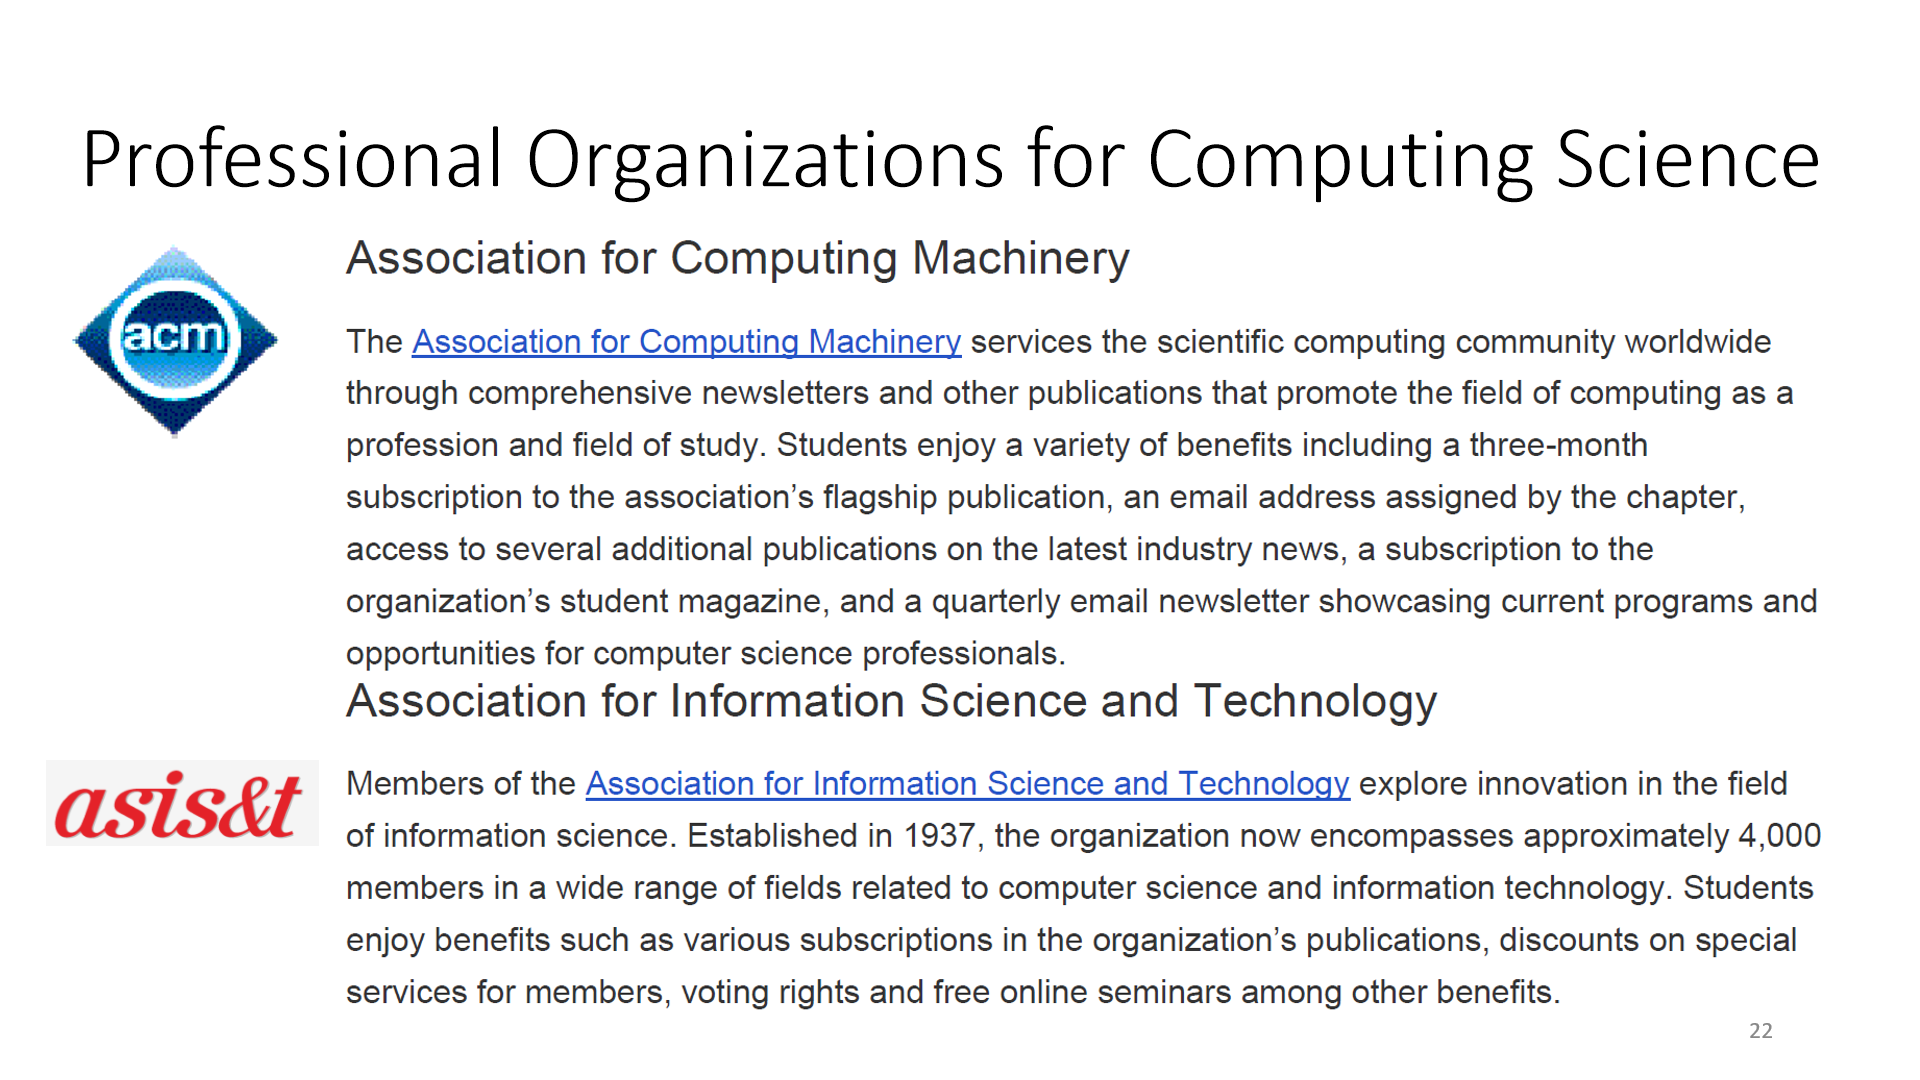 Professional Organizations for Computing Science
Association for Computing Machinery
acm
The Association for Computing Machinery services the scientific computing community worldwide
through comprehensive newsletters and other publications that promote the field of computing as a
profession and field of study. Students enjoy a variety of benefits including a three-month
subscription to the association’s flagship publication, an email address assigned by the chapter,
access to several additional publications on the latest industry news, a subscription to the
organization’s student magazine, and a quarterly email newsletter showcasing current programs and
opportunities for computer science professionals.
Association for Information Science and Technology
asis&t
Members of the Association for Information Science and Technology explore innovation in the field
of information science. Established in 1937, the organization now encompasses approximately 4,000
members in a wide range of fields related to computer science and information technology. Students
enjoy benefits such as various subscriptions in the organization’s publications, discounts on special
services for members, voting rights and free online seminars among other benefits.
22